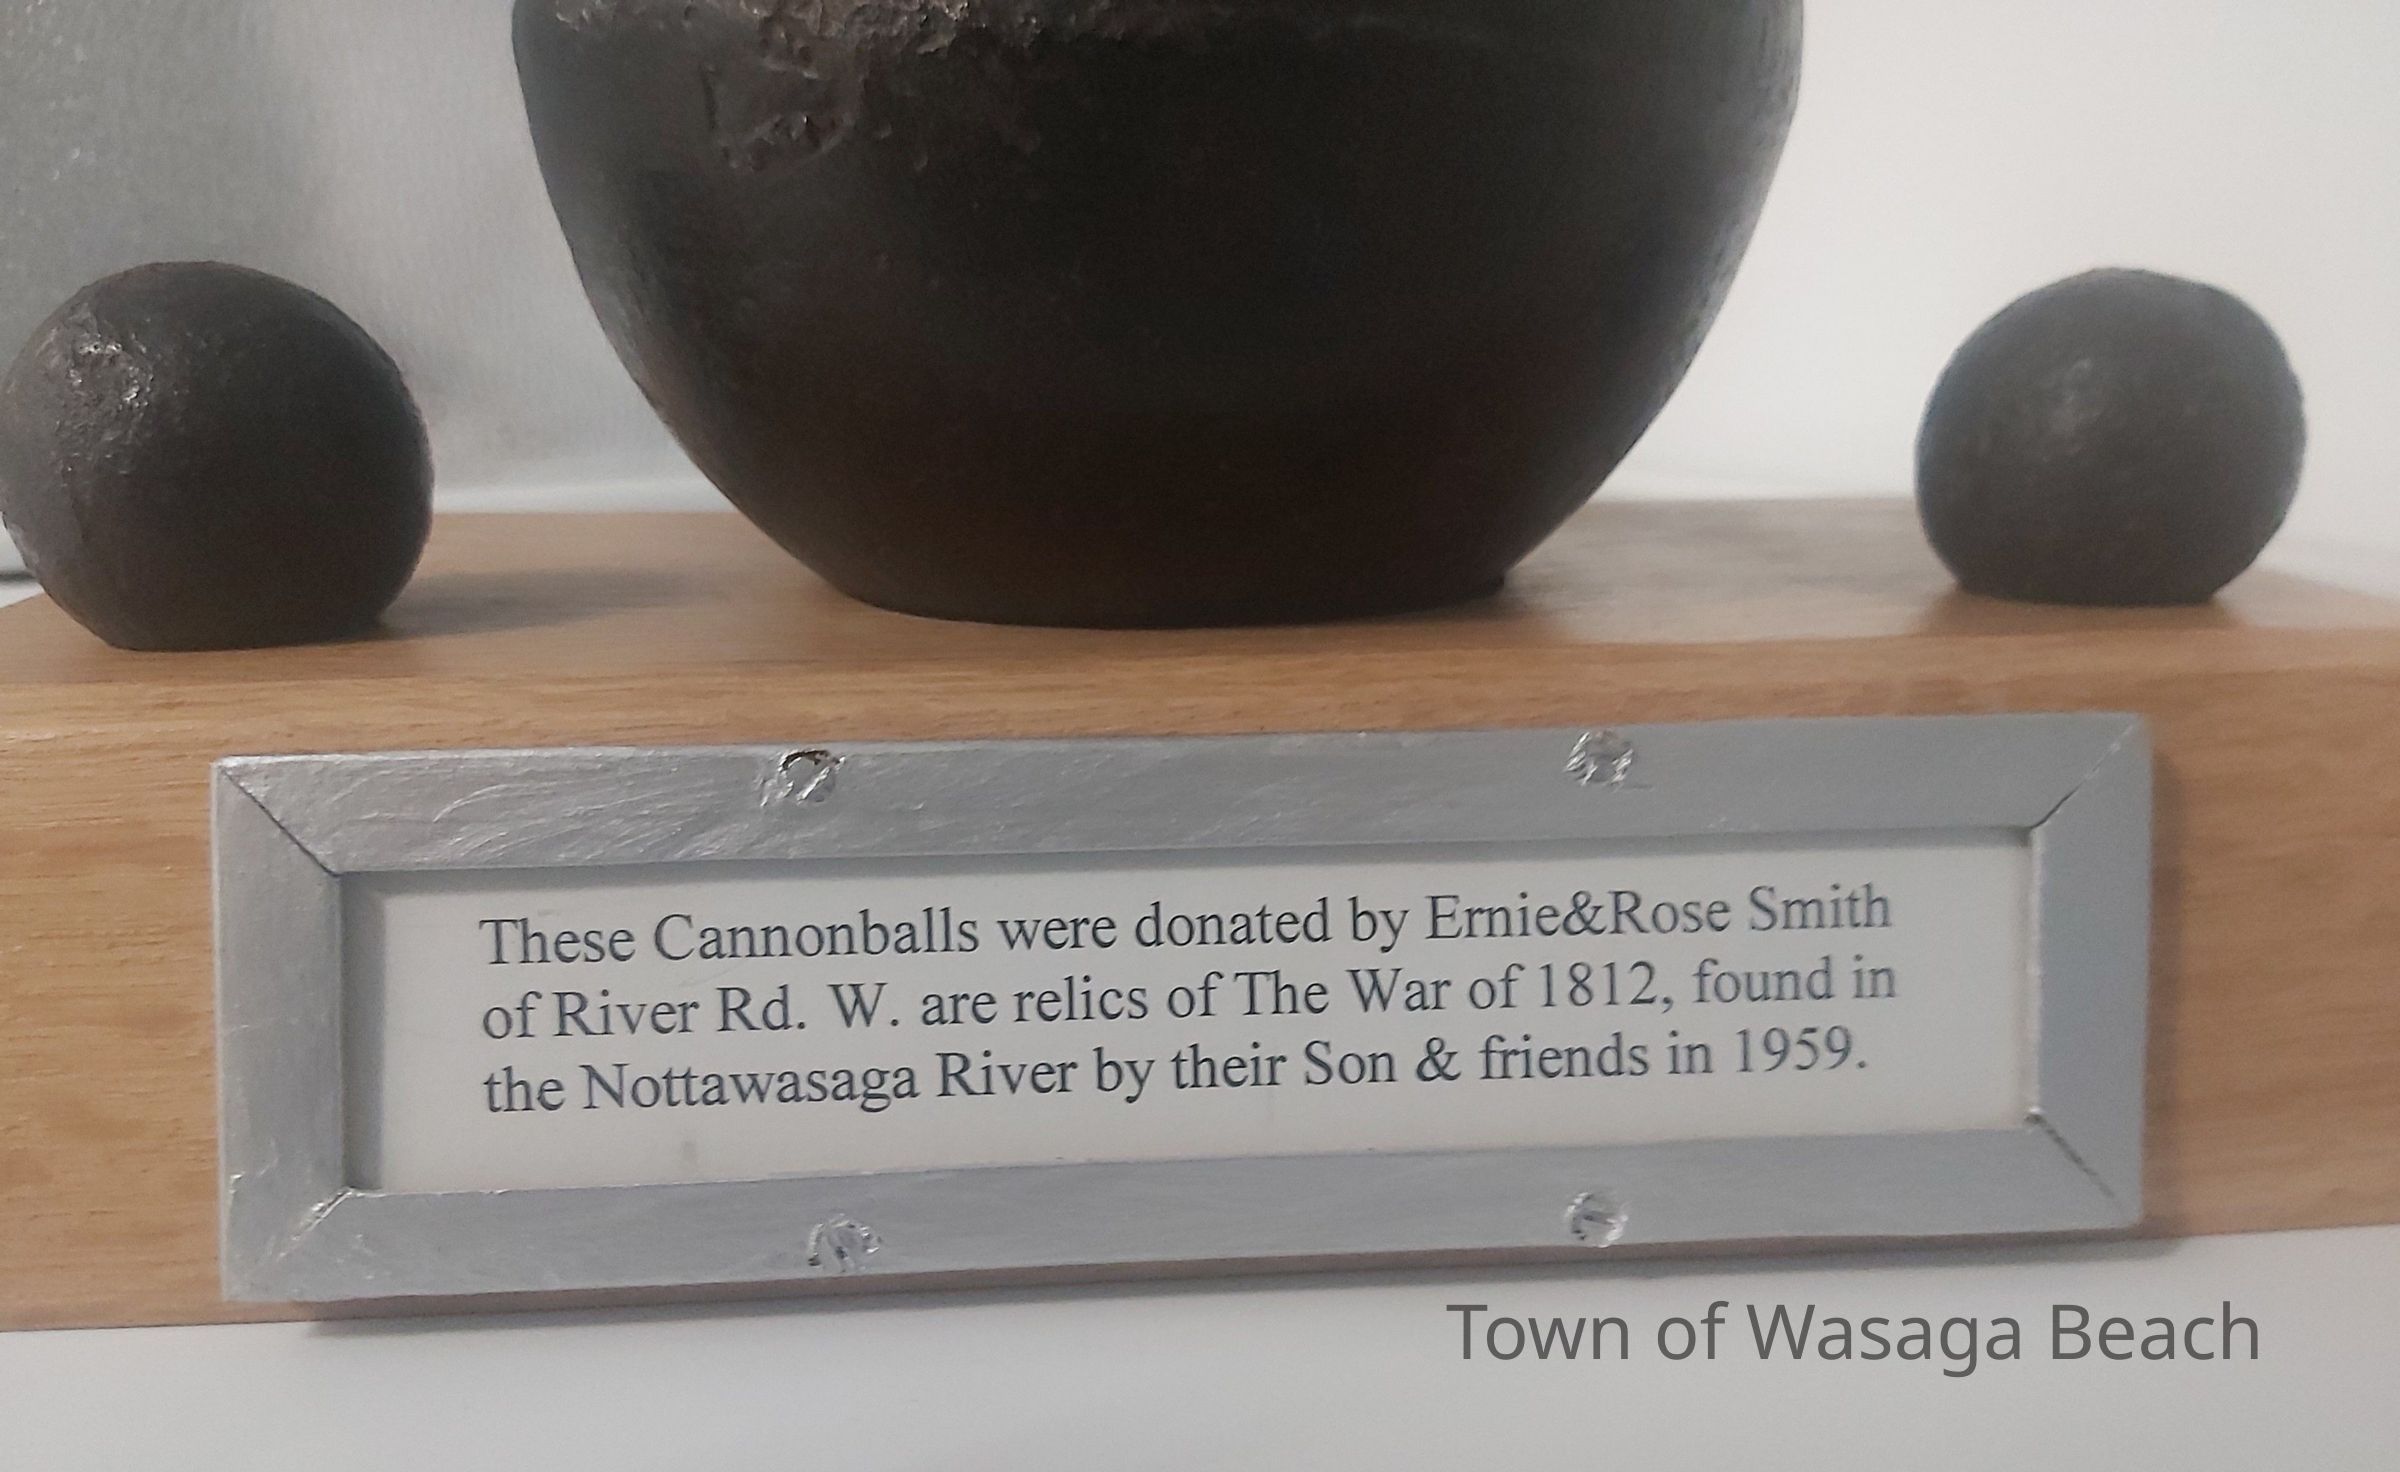 These Cannonballs were donated by Ernie&Rose Smith
of River Rd. W. are relics of The War of 1812, found in
the Nottawasaga River by their Son & friends in 1959.
Town of Wasaga Beach